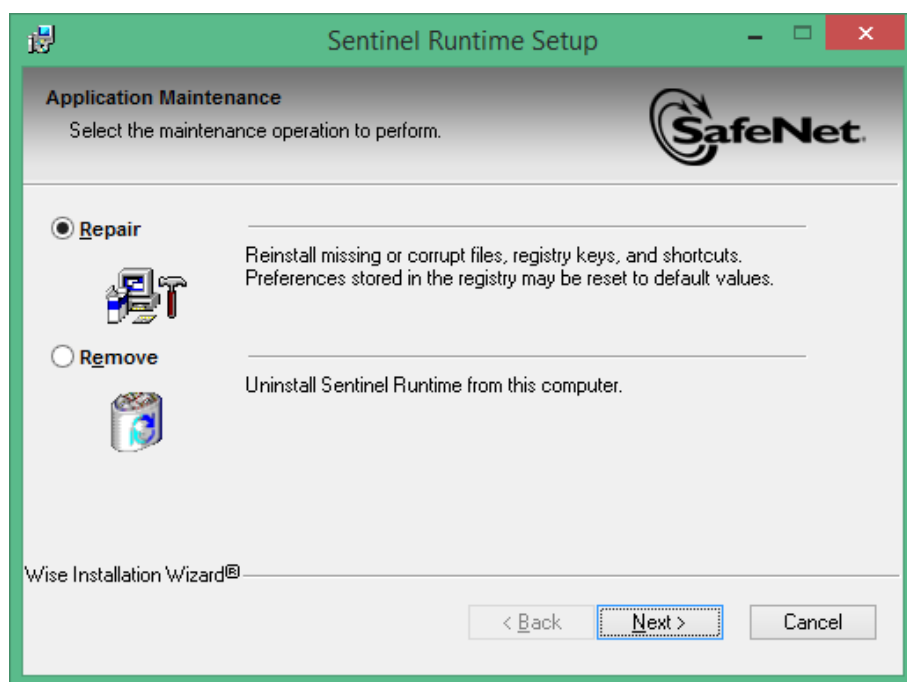 Sentinel Runtime Setup
Application Maintenance
Select the maintenance operation to perform.
SafeNet.
Repair
Reinstall missing or corrupt files, registry keys, and shortcuts.
Preferences stored in the registry may be reset to default values.
Remove
Uninstall Sentinel Runtime from this computer.
Wise Installation Wizard®
< Back
Next >
Cancel